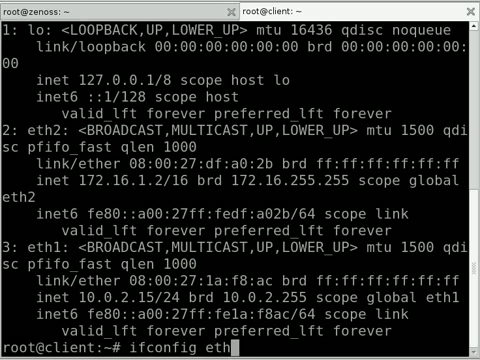 root@zenoss: ~
root@client: ~
1: lo: <LOOPBACK,UP,LOWER_UP> mtu 16436 qdisc noqueue
link/loopback 00:00:00:00:00:00 brd 00:00:00:00:00:
00
inet 127.0.0.1/8 scope host lo
inet6 ::1/128 scope host
valid_lft forever preferred_lft forever
2: eth2: <BROADCAST,MULTICAST,UP,LOWER_UP> mtu 1500 qdi
sc pfifo_fast qlen 1000
link/ether 08:00:27:df:a0:2b brd ff:ff:ff:ff:ff:ff
inet 172.16.1.2/16 brd 172.16.255.255 scope global
eth2
inet6 fe80::a00:27ff:fedf:a02b/64 scope link
valid_lft forever preferred_lft forever
3: eth1: <BROADCAST,MULTICAST,UP,LOWER_UP> mtu 1500 qdi
sc pfifo_fast qlen 1000
link/ether 08:00:27:1a:f8:ac brd ff:ff:ff:ff:ff:ff
inet 10.0.2.15/24 brd 10.0.2.255 scope global eth1
inet6 fe80::a00:27ff:fe1a:f8ac/64 scope link
valid_lft forever preferred_lft forever
root@client:~# ifconfig eth